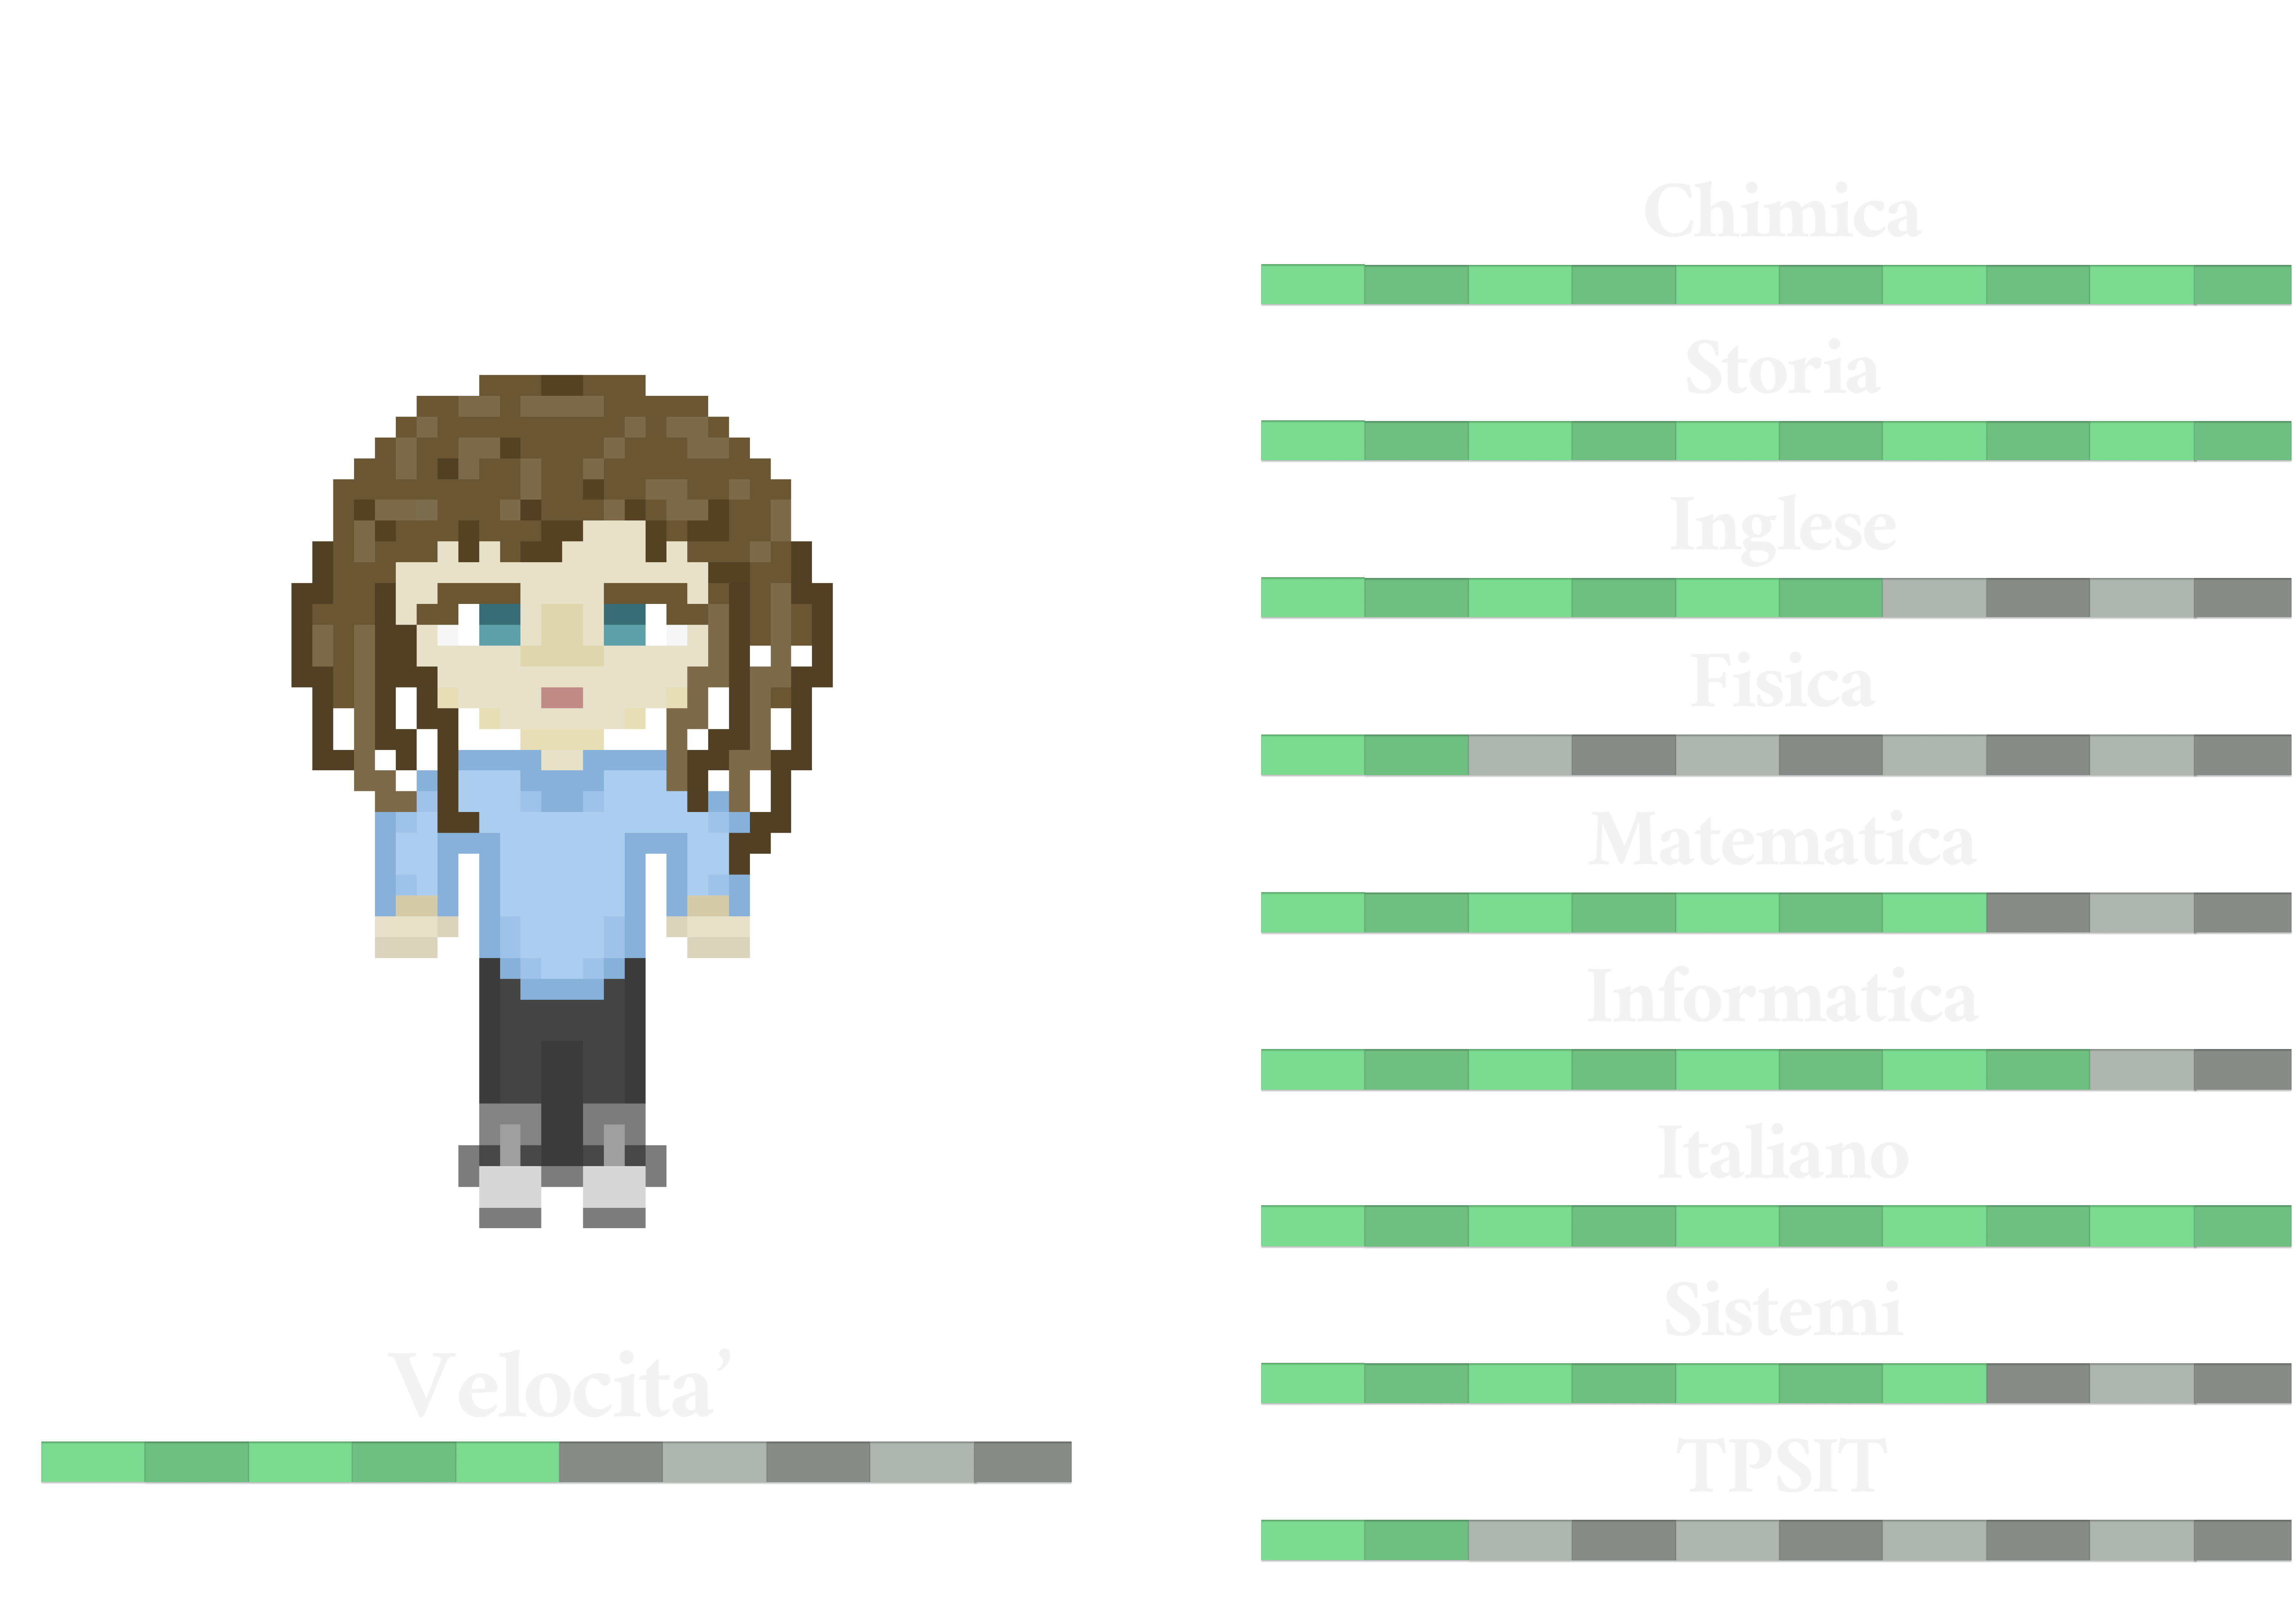 Chimica
Storia
Inglese
Fisica
Matematica
Informatica
Italiano
Sistemi
Velocita’
TPSIT